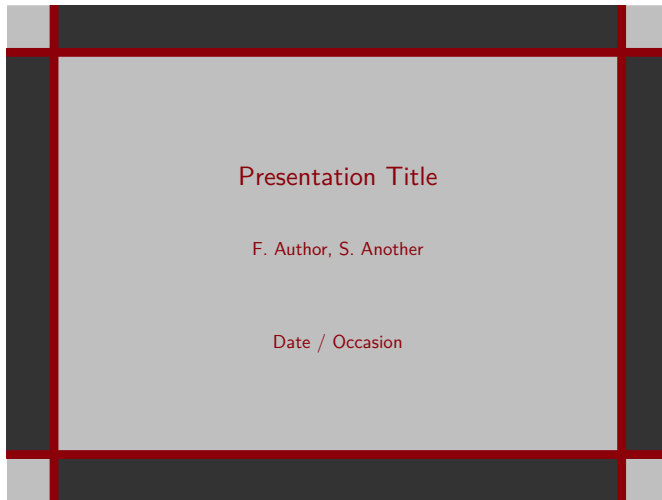 Presentation Title
F. Author, S. Another
Date / Occasion